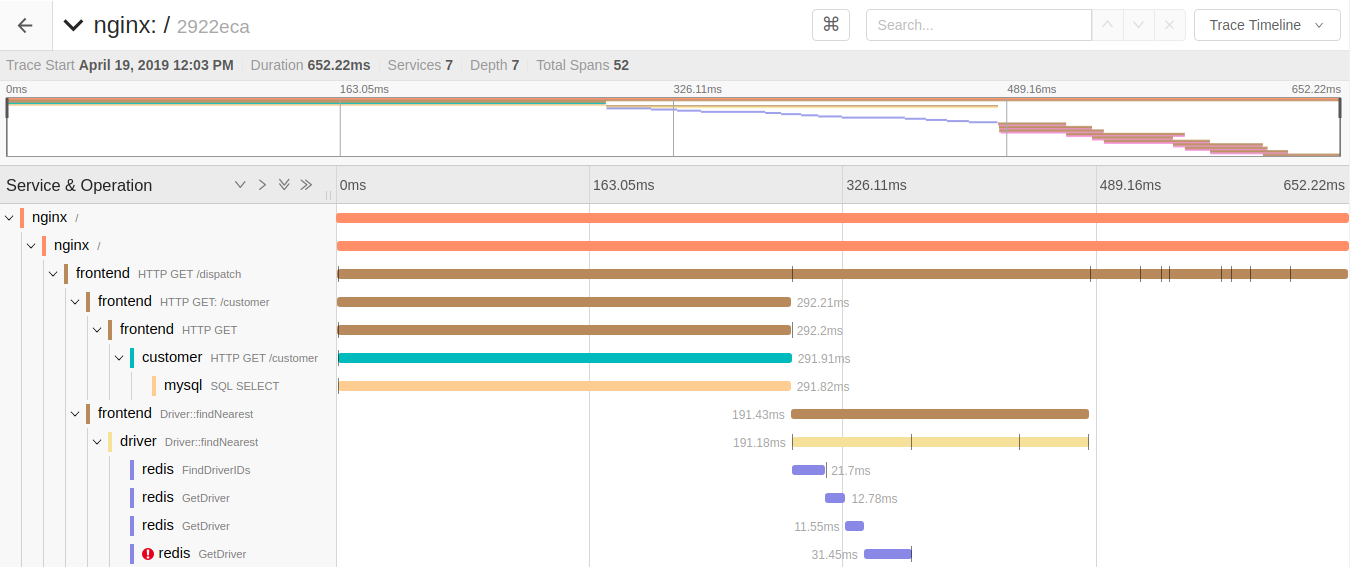 nginx: / 2922eca ⌘ Search... Trace Timeline
Trace Start April 19, 2019 12:03 PM Duration 652.22ms Services 7 Depth 7 Total Spans 52
0ms 163.05ms 326.11ms 489.16ms 652.22ms
Service & Operation 0ms 163.05ms 326.11ms 489.16ms 652.22ms
nginx /
nginx /
frontend HTTP GET /dispatch
frontend HTTP GET: /customer 292.21ms
frontend HTTP GET 292.2ms
customer HTTP GET /customer 291.91ms
mysql SQL SELECT 291.82ms
frontend Driver::findNearest 191.43ms
driver Driver::findNearest 191.18ms
redis FindDriverIDs 21.7ms
redis GetDriver 12.78ms
redis GetDriver 11.55ms
redis GetDriver 31.45ms